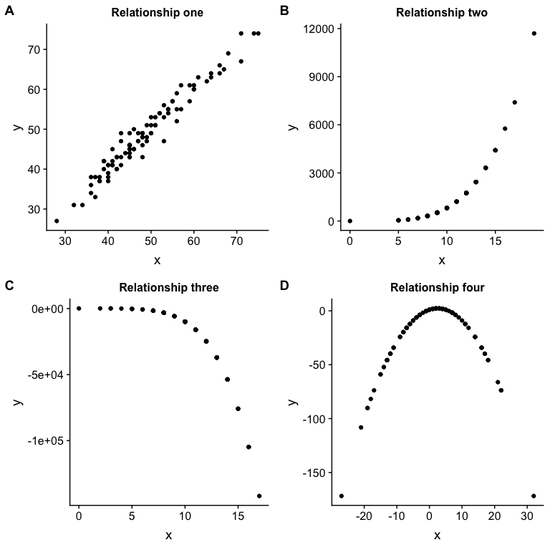 A Relationship one
70
60
50
40
30
y
30 40 50 60 70
x
B Relationship two
12000
9000
6000
3000
0
y
0 5 10 15
x
C Relationship three
0e+00
-5e+04
-1e+05
y
0 5 10 15
x
D Relationship four
0
-50
-100
-150
y
-20 -10 0 10 20 30
x